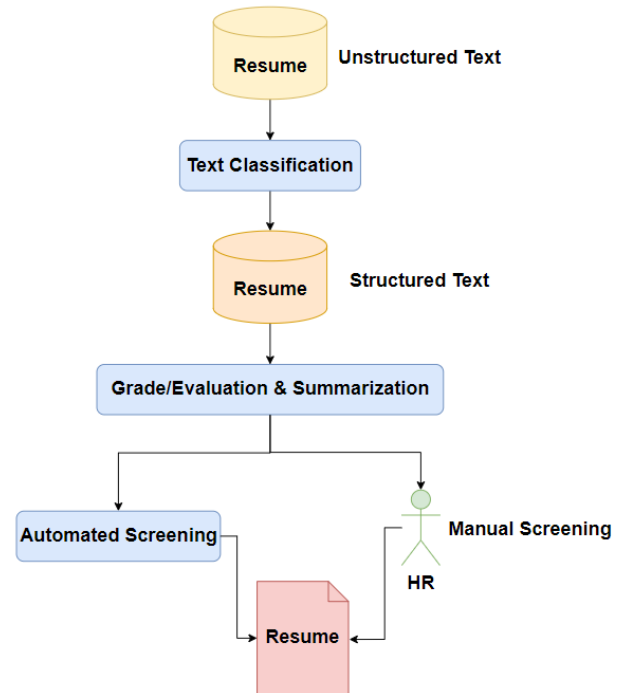 Resume
Unstructured Text
Text Classification
Resume
Structured Text
Grade/Evaluation & Summarization
Automated Screening
Manual Screening
HR
Resume